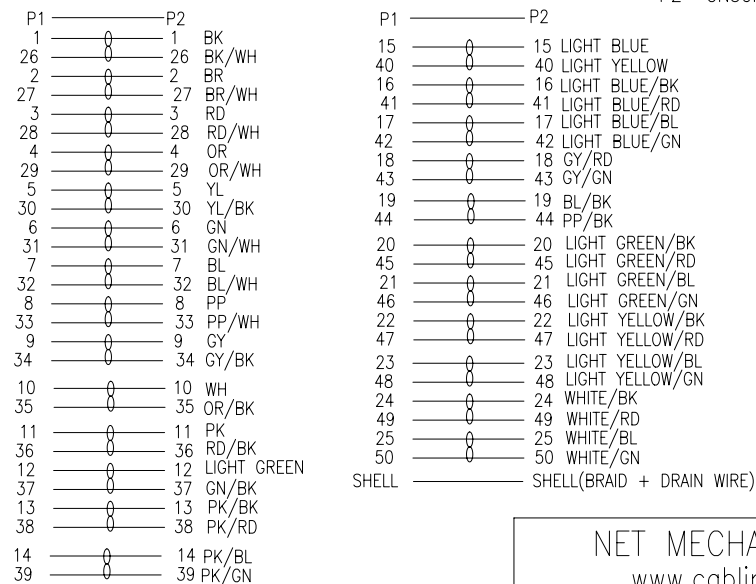 P1 P2
1 1 BK
26 26 BK/WH
2 2 BR
27 27 BR/WH
3 3 RD
28 28 RD/WH
4 4 OR
29 29 OR/WH
5 5 YL
30 30 YL/BK
6 6 GN
31 31 GN/WH
7 7 BL
32 32 BL/WH
8 8 PP
33 33 PP/WH
9 9 GY
34 34 GY/BK
10 10 WH
35 35 OR/BK
11 11 PK
36 36 RD/BK
12 12 LIGHT GREEN
37 37 GN/BK
13 13 PK/BK
38 38 PK/RD
14 14 PK/BL
39 39 PK/GN
P1 P2
15 15 LIGHT BLUE
40 40 LIGHT YELLOW
16 16 LIGHT BLUE/BK
41 41 LIGHT BLUE/RD
17 17 LIGHT BLUE/BL
42 42 LIGHT BLUE/GN
18 18 GY/RD
43 43 GY/GN
19 19 BL/BK
44 44 PP/BK
20 20 LIGHT GREEN/BK
45 45 LIGHT GREEN/RD
21 21 LIGHT GREEN/BL
46 46 LIGHT GREEN/GN
22 22 LIGHT YELLOW/BK
47 47 LIGHT YELLOW/RD
23 23 LIGHT YELLOW/BL
48 48 LIGHT YELLOW/GN
24 24 WHITE/BK
49 49 WHITE/RD
25 25 WHITE/BL
50 50 WHITE/GN
SHELL SHELL(BRAID + DRAIN WIRE)
NET MECHA